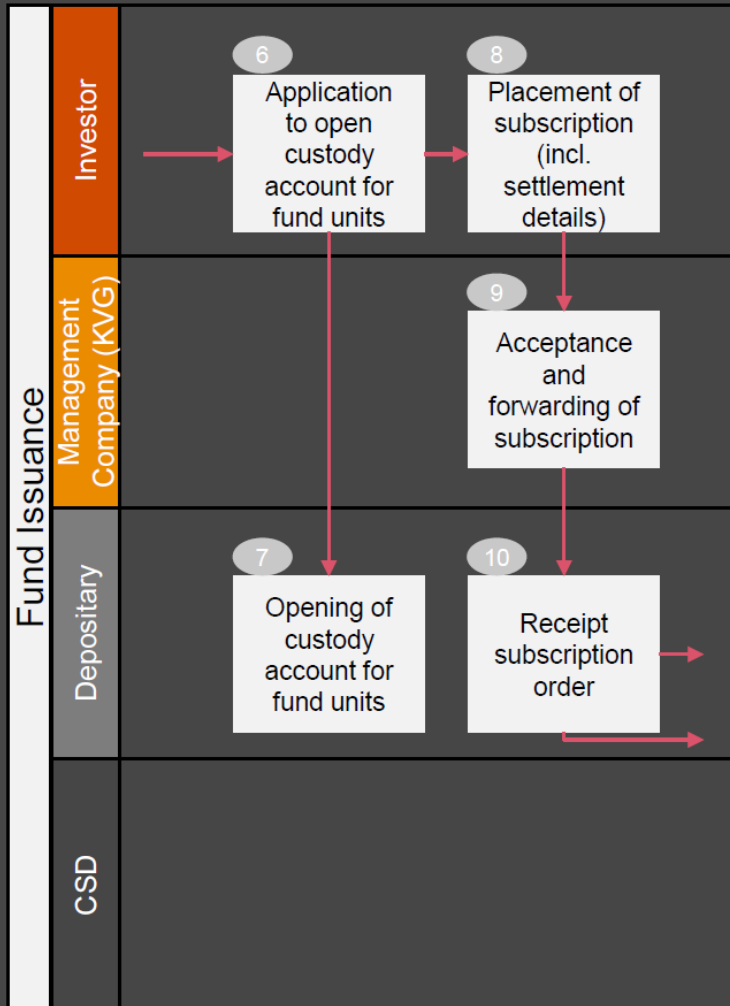 Fund Issuance
Investor
6
Application
to open
custody
account for
fund units
8
Placement of
subscription
(incl.
settlement
details)
Management
Company (KVG)
9
Acceptance
and
forwarding of
subscription
Depositary
7
Opening of
custody
account for
fund units
10
Receipt
subscription
order
CSD